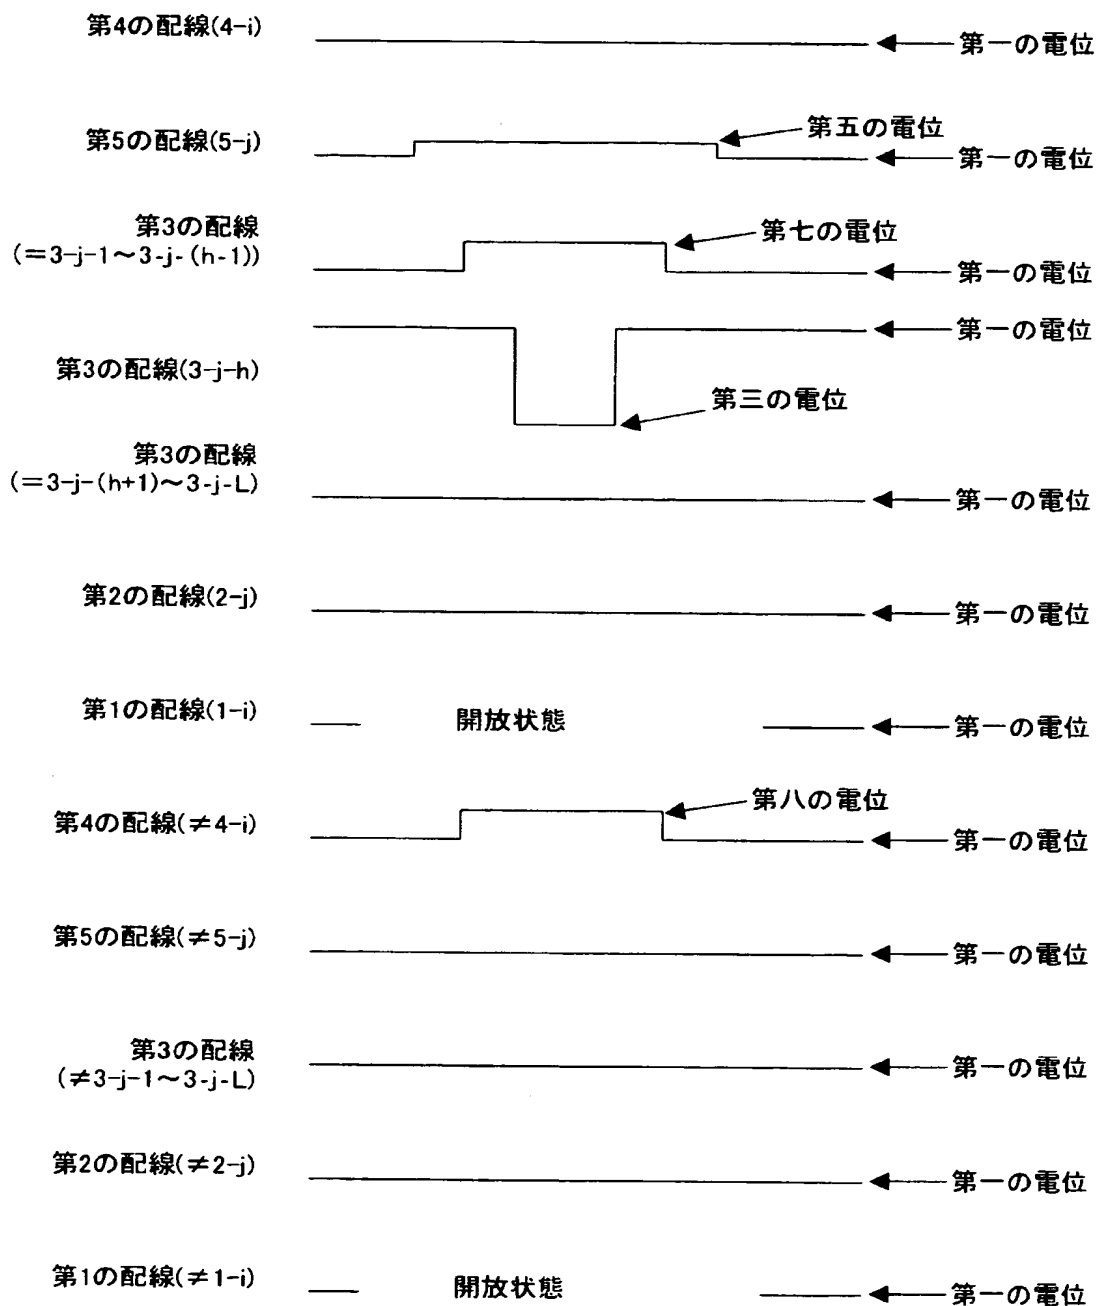 第4の配線(4-i)
第一の電位
第5の配線(5-j)
第五の電位
第一の電位
第3の配線
(＝3-j-1～3-j-(h-1))
第七の電位
第一の電位
第一の電位
第3の配線(3-j-h)
第三の電位
第3の配線
(＝3-j-(h+1)～3-j-L)
第一の電位
第2の配線(2-j)
第一の電位
第1の配線(1-i)
開放状態
第一の電位
第4の配線(≠4-i)
第八の電位
第一の電位
第5の配線(≠5-j)
第一の電位
第3の配線
(≠3-j-1～3-j-L)
第一の電位
第2の配線(≠2-j)
第一の電位
第1の配線(≠1-i)
開放状態
第一の電位